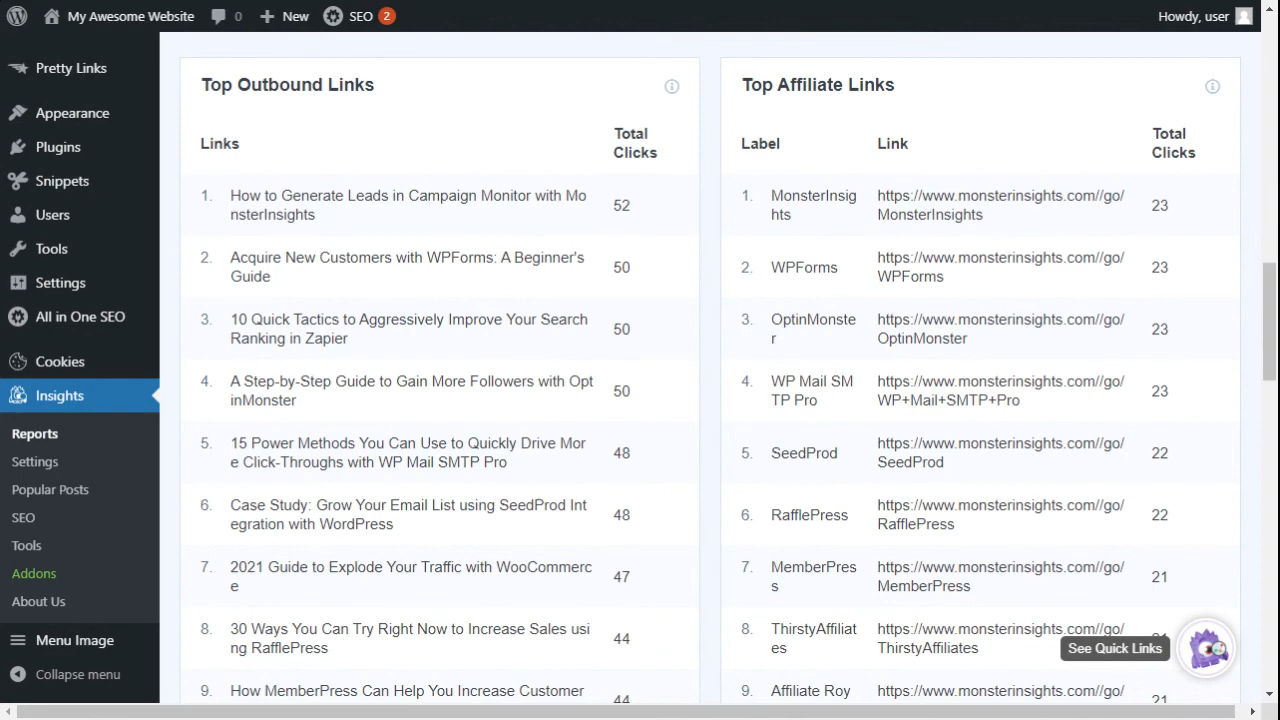 My Awesome Website
0
New
SEO
2
Howdy, user
Pretty Links
Appearance
Plugins
Snippets
Users
Tools
Settings
All in One SEO
Cookies
Insights
Reports
Settings
Popular Posts
SEO
Tools
Addons
About Us
Menu Image
Collapse menu
Top Outbound Links
Links
Total
Clicks
1.
How to Generate Leads in Campaign Monitor with Mo
nsterInsights
52
2.
Acquire New Customers with WPForms: A Beginner's
Guide
50
3.
10 Quick Tactics to Aggressively Improve Your Search
Ranking in Zapier
50
4.
A Step-by-Step Guide to Gain More Followers with Opt
inMonster
50
5.
15 Power Methods You Can Use to Quickly Drive Mor
e Click-Throughs with WP Mail SMTP Pro
48
6.
Case Study: Grow Your Email List using SeedProd Int
egration with WordPress
48
7.
2021 Guide to Explode Your Traffic with WooCommerc
e
47
8.
30 Ways You Can Try Right Now to Increase Sales usi
ng RafflePress
44
9.
How MemberPress Can Help You Increase Customer
44
Top Affiliate Links
Label
Link
Total
Clicks
1.
MonsterInsig
hts
https://www.monsterinsights.com//go/
MonsterInsights
23
2.
WPForms
https://www.monsterinsights.com//go/
WPForms
23
3.
OptinMonste
r
https://www.monsterinsights.com//go/
OptinMonster
23
4.
WP Mail SM
TP Pro
https://www.monsterinsights.com//go/
WP+Mail+SMTP+Pro
23
5.
SeedProd
https://www.monsterinsights.com//go/
SeedProd
22
6.
RafflePress
https://www.monsterinsights.com//go/
RafflePress
22
7.
MemberPres
s
https://www.monsterinsights.com//go/
MemberPress
21
8.
ThirstyAffiliat
es
https://www.monsterinsights.com//go/
ThirstyAffiliates
9.
Affiliate Roy
https://www.monsterinsights.com//go/
21
See Quick Links